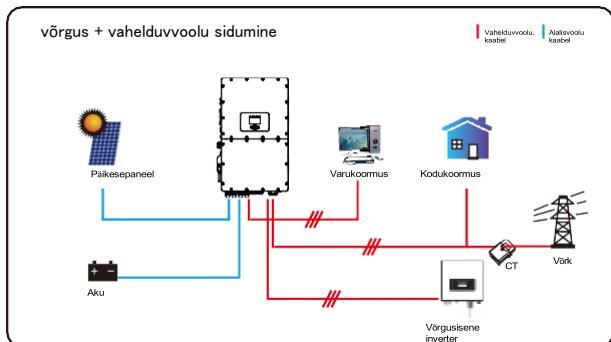 võrgus + vahelduvvoolu sidumine
Vahelduvvoolu.
kaabel
Alalisvoolu
kaabel
Päikesepaneel
Varukoormus
Kodukoormus
CT
Võrk
Aku
Võrgusisene
inverter